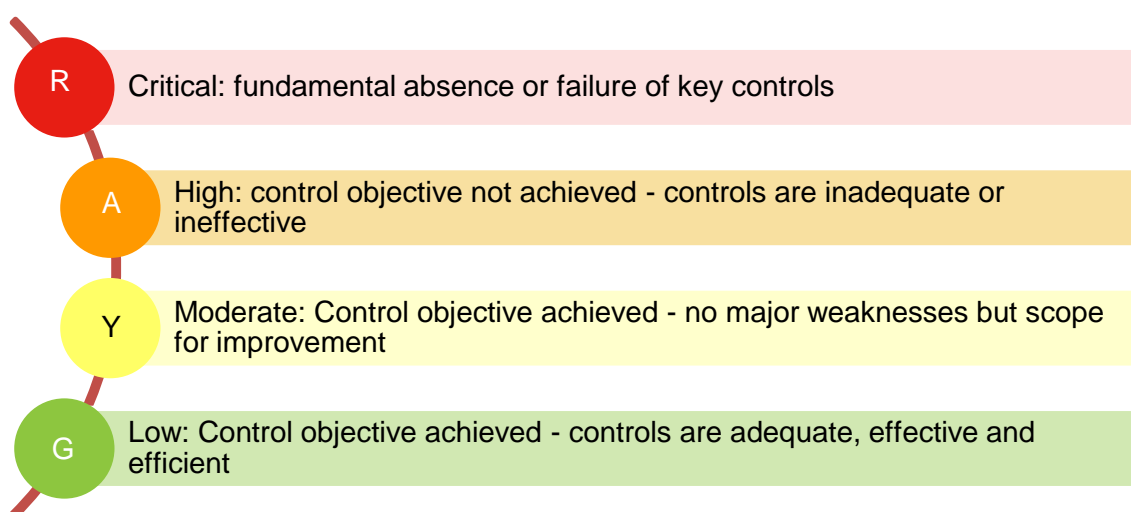 R
Critical: fundamental absence or failure of key controls
A
High: control objective not achieved - controls are inadequate or
ineffective
Y
Moderate: Control objective achieved - no major weaknesses but scope
for improvement
G
Low: Control objective achieved - controls are adequate, effective and
efficient